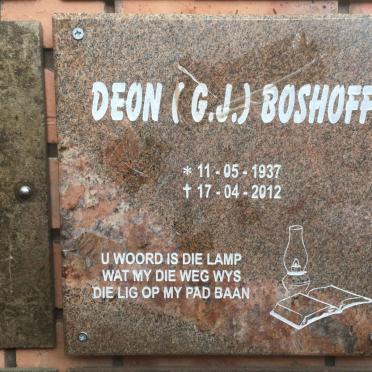 DEON (G.J.) BOSHOFF
* 11 - 05 - 1937
✝ 17 - 04 - 2012
U WOORD IS DIE LAMP
WAT MY DIE WEG WYS
DIE LIG OP MY PAD BAAN